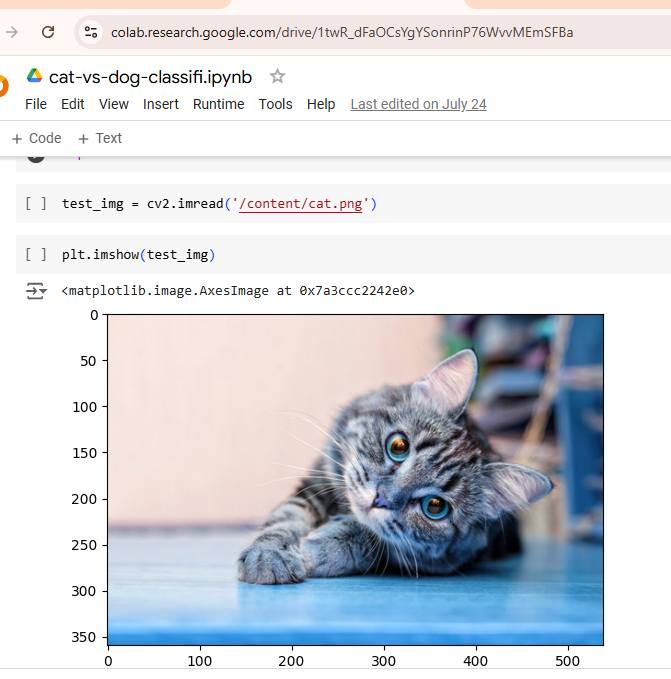 colab.research.google.com/drive/1twR_dFaOCsYgYSonrinP76WvvMEmSFBa
cat-vs-dog-classifi.ipynb
File Edit View Insert Runtime Tools Help Last edited on July 24
+ Code + Text
[ ] test_img = cv2.imread('/content/cat.png')
[ ] plt.imshow(test_img)
<matplotlib.image.AxesImage at 0x7a3ccc2242e0>
0
50
100
150
200
250
300
350
0 100 200 300 400 500